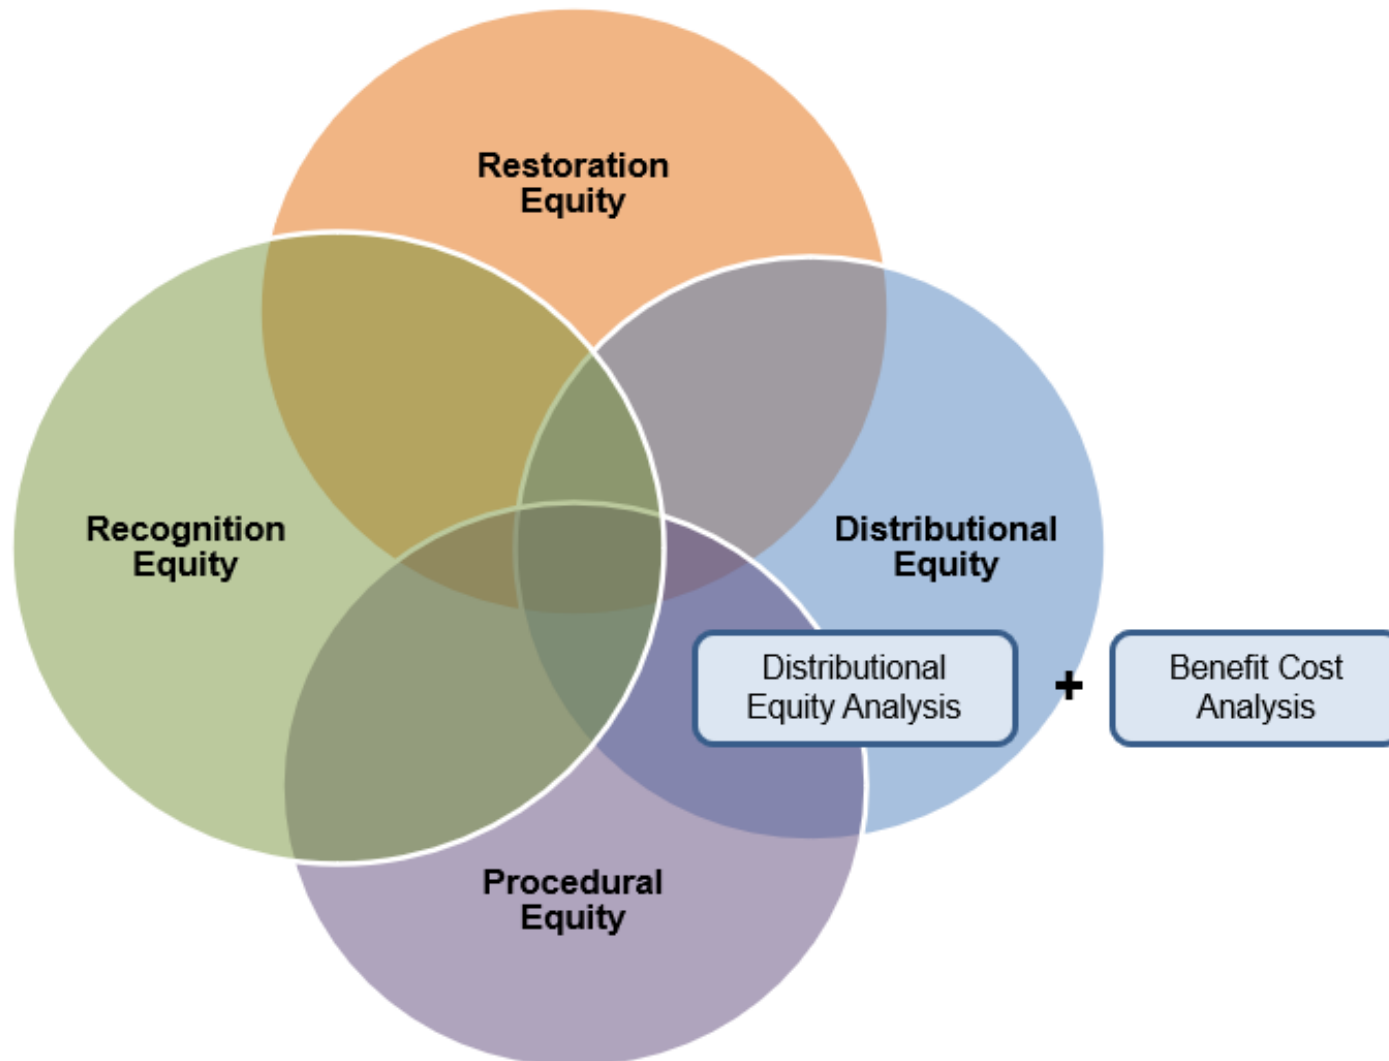 Restoration
Equity
Recognition
Equity
Distributional
Equity
Distributional
Equity Analysis
+
Benefit Cost
Analysis
Procedural
Equity